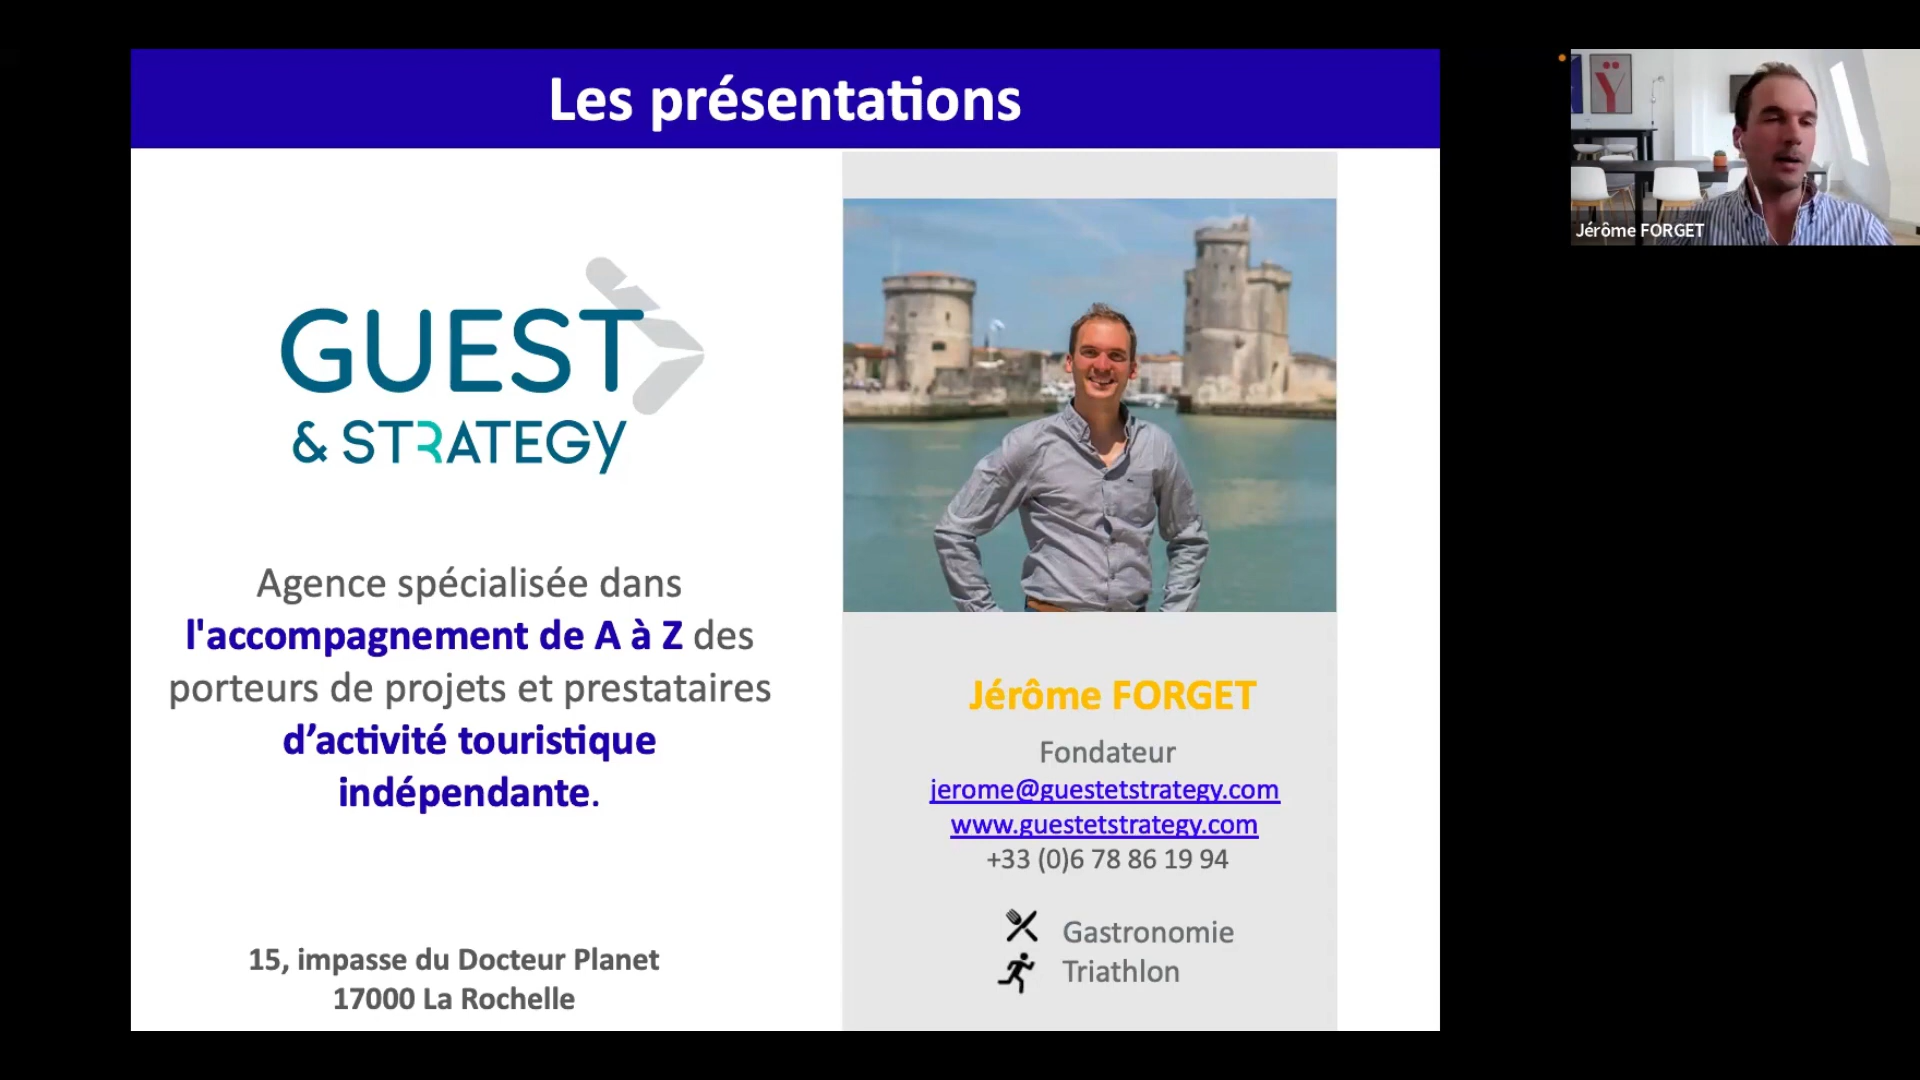 Les présentations
GUEST
& STRATEGY
Agence spécialisée dans
l'accompagnement de A à Z des
porteurs de projets et prestataires
d’activité touristique
indépendante.
15, impasse du Docteur Planet
17000 La Rochelle
Jérôme FORGET
Fondateur
jerome@guestetstrategy.com
www.guestetstrategy.com
+33 (0)6 78 86 19 94
Gastronomie
Triathlon
Jérôme FORGET